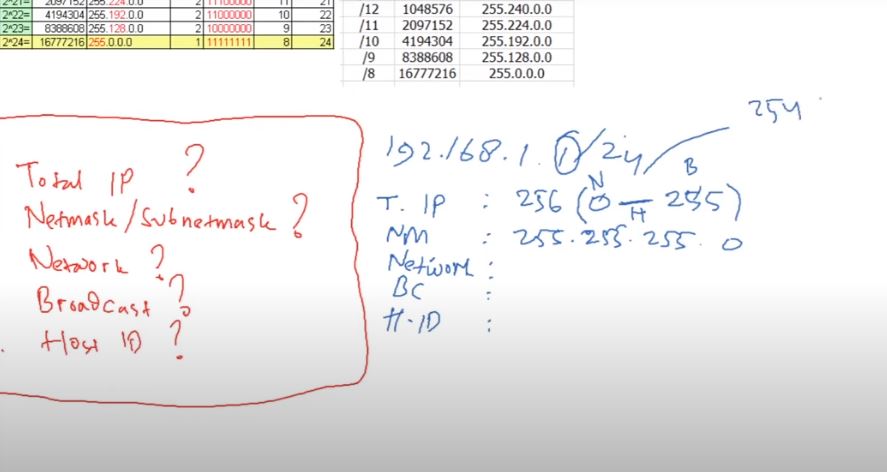 2^21= 2097152 255.224.0.0 2 11100000 11 21
2^22= 4194304 255.192.0.0 2 11000000 10 22
2^23= 8388608 255.128.0.0 2 10000000 9 23
2^24= 16777216 255.0.0.0 1 11111111 8 24
/12 1048576 255.240.0.0
/11 2097152 255.224.0.0
/10 4194304 255.192.0.0
/9 8388608 255.128.0.0
/8 16777216 255.0.0.0
Total IP ?
Netmask/Subnetmask ?
Network ?
Broadcast ?
Host ID ?
254
192.168.1.1/24
N H B
T. IP : 256 (0 – 255)
NM : 255.255.255.0
Network :
BC :
H-ID :